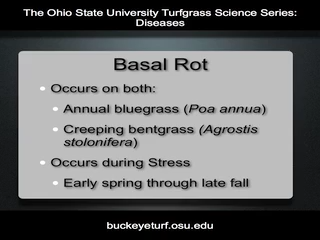 The Ohio State University Turfgrass Science Series:
Diseases
Basal Rot
• Occurs on both:
• Annual bluegrass (Poa annua)
• Creeping bentgrass (Agrostis
stolonifera)
• Occurs during Stress
• Early spring through late fall
buckeyeturf.osu.edu